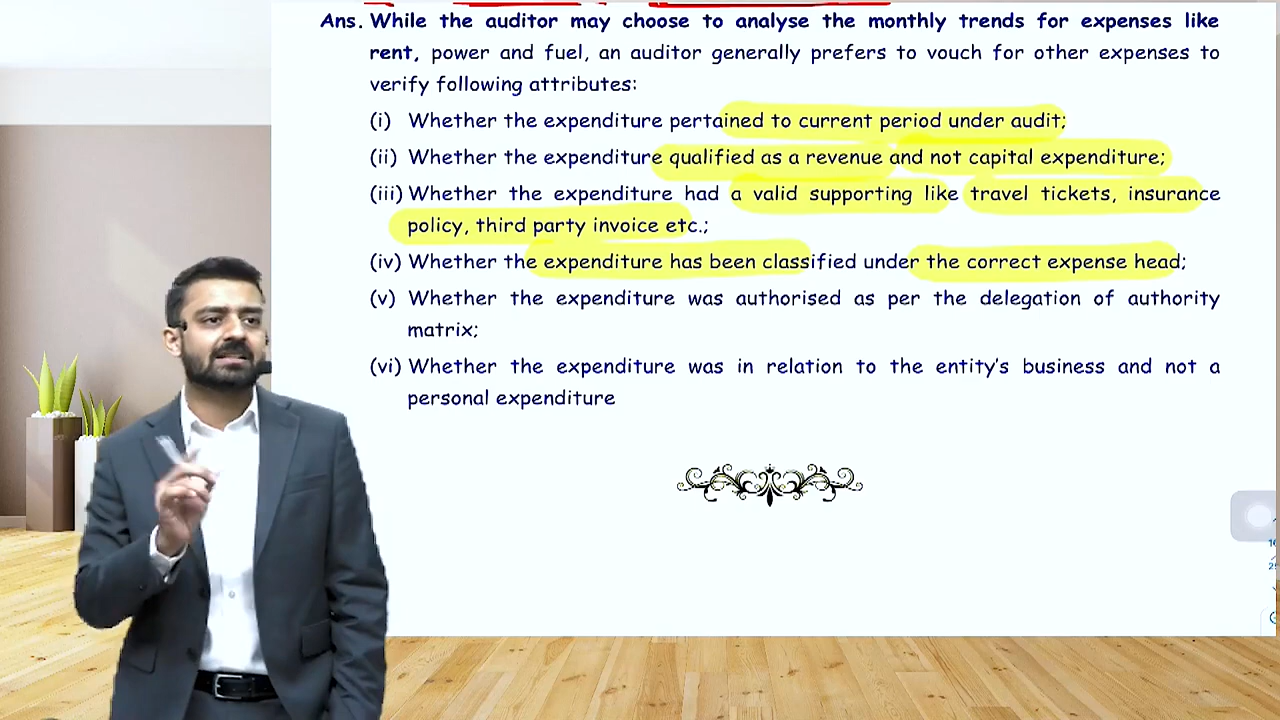 Ans. While the auditor may choose to analyse the monthly trends for expenses like
rent, power and fuel, an auditor generally prefers to vouch for other expenses to
verify following attributes:
(i) Whether the expenditure pertained to current period under audit;
(ii) Whether the expenditure qualified as a revenue and not capital expenditure;
(iii) Whether the expenditure had a valid supporting like travel tickets, insurance
policy, third party invoice etc.;
(iv) Whether the expenditure has been classified under the correct expense head;
(v) Whether the expenditure was authorised as per the delegation of authority
matrix;
(vi) Whether the expenditure was in relation to the entity's business and not a
personal expenditure